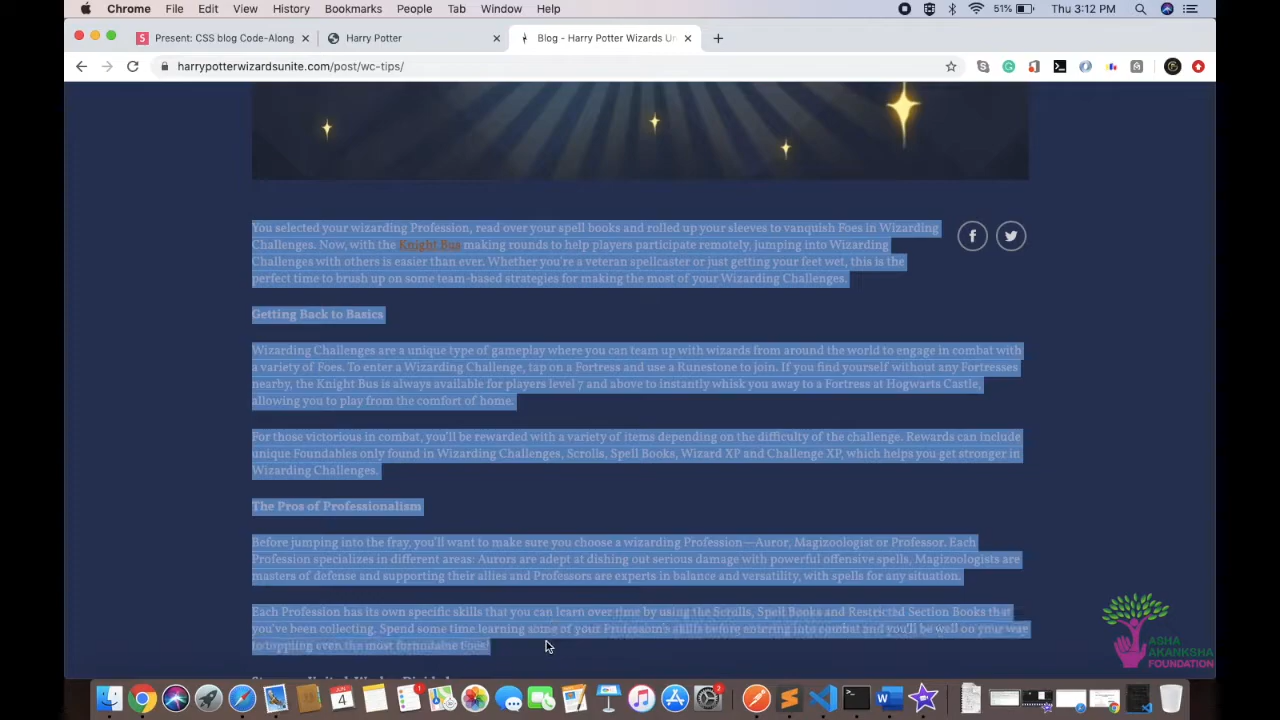 Chrome File Edit View History Bookmarks People Tab Window Help 51% Thu 3:12 PM
Present: CSS blog Code-Along Harry Potter Blog - Harry Potter Wizards Un
harrypotterwizardsunite.com/post/wc-tips/
You selected your wizarding Profession, read over your spell books and rolled up your sleeves to vanquish Foes in Wizarding
Challenges. Now, with the Knight Bus making rounds to help players participate remotely, jumping into Wizarding
Challenges with others is easier than ever. Whether you're a veteran spellcaster or just getting your feet wet, this is the
perfect time to brush up on some team-based strategies for making the most of your Wizarding Challenges.
Getting Back to Basics
Wizarding Challenges are a unique type of gameplay where you can team up with wizards from around the world to engage in combat with
a variety of Foes. To enter a Wizarding Challenge, tap on a Fortress and use a Runestone to join. If you find yourself without any Fortresses
nearby, the Knight Bus is always available for players level 7 and above to instantly whisk you away to a Fortress at Hogwarts Castle,
allowing you to play from the comfort of home.
For those victorious in combat, you'll be rewarded with a variety of items depending on the difficulty of the challenge. Rewards can include
unique Foundables only found in Wizarding Challenges, Scrolls, Spell Books, Wizard XP and Challenge XP, which helps you get stronger in
Wizarding Challenges.
The Pros of Professionalism
Before jumping into the fray, you'll want to make sure you choose a wizarding Profession—Auror, Magizoologist or Professor. Each
Profession specializes in different areas: Aurors are adept at dishing out serious damage with powerful offensive spells, Magizoologists are
masters of defense and supporting their allies and Professors are experts in balance and versatility, with spells for any situation.
Each Profession has its own specific skills that you can learn over time by using the Scrolls, Spell Books and Restricted Section Books that
you've been collecting. Spend some time learning some of your Profession's skills before entering into combat and you'll be well on your way
to toppling even the most formidable Foes!
ASHA
AKANKSHA
FOUNDATION